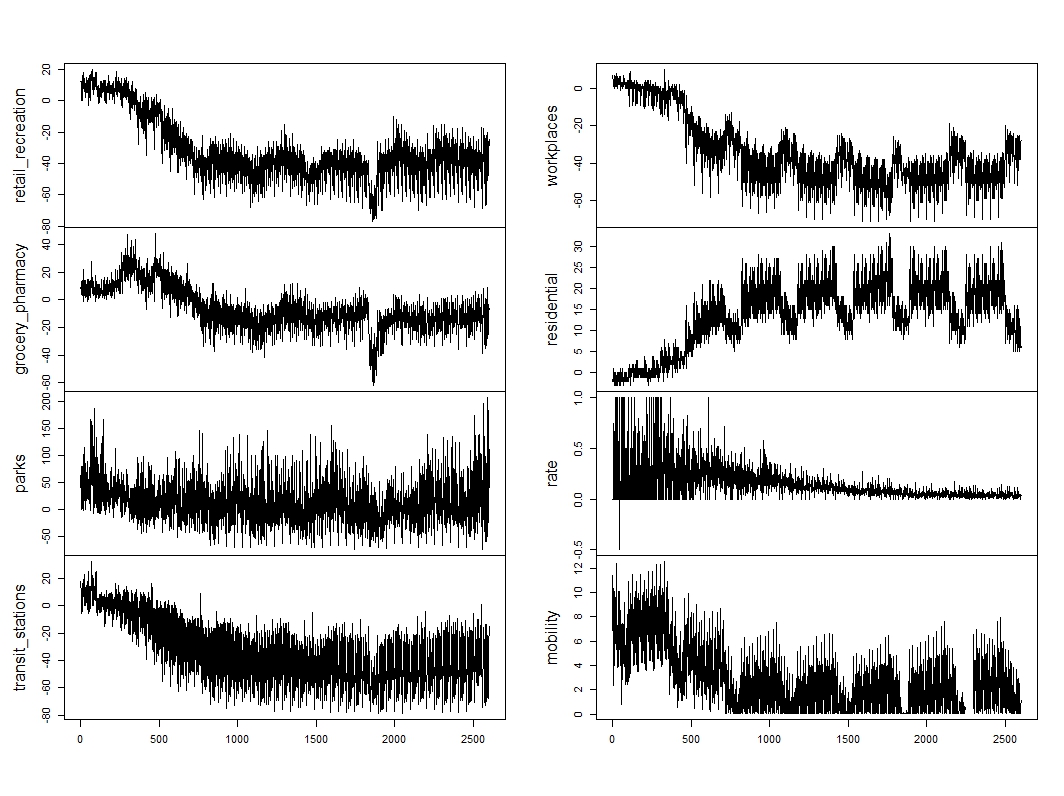 retail_recreation
-80 -60 -40 -20 0 20
grocery_pharmacy
-60 -40 -20 0 20 40
parks
-50 0 50 100 150 200
transit_stations
-80 -60 -40 -20 0 20
0 500 1000 1500 2000 2500
workplaces
-60 -40 -20 0
residential
0 5 10 15 20 25 30
rate
-0.5 0.0 0.5 1.0
mobility
0 2 4 6 8 10 12
0 500 1000 1500 2000 2500